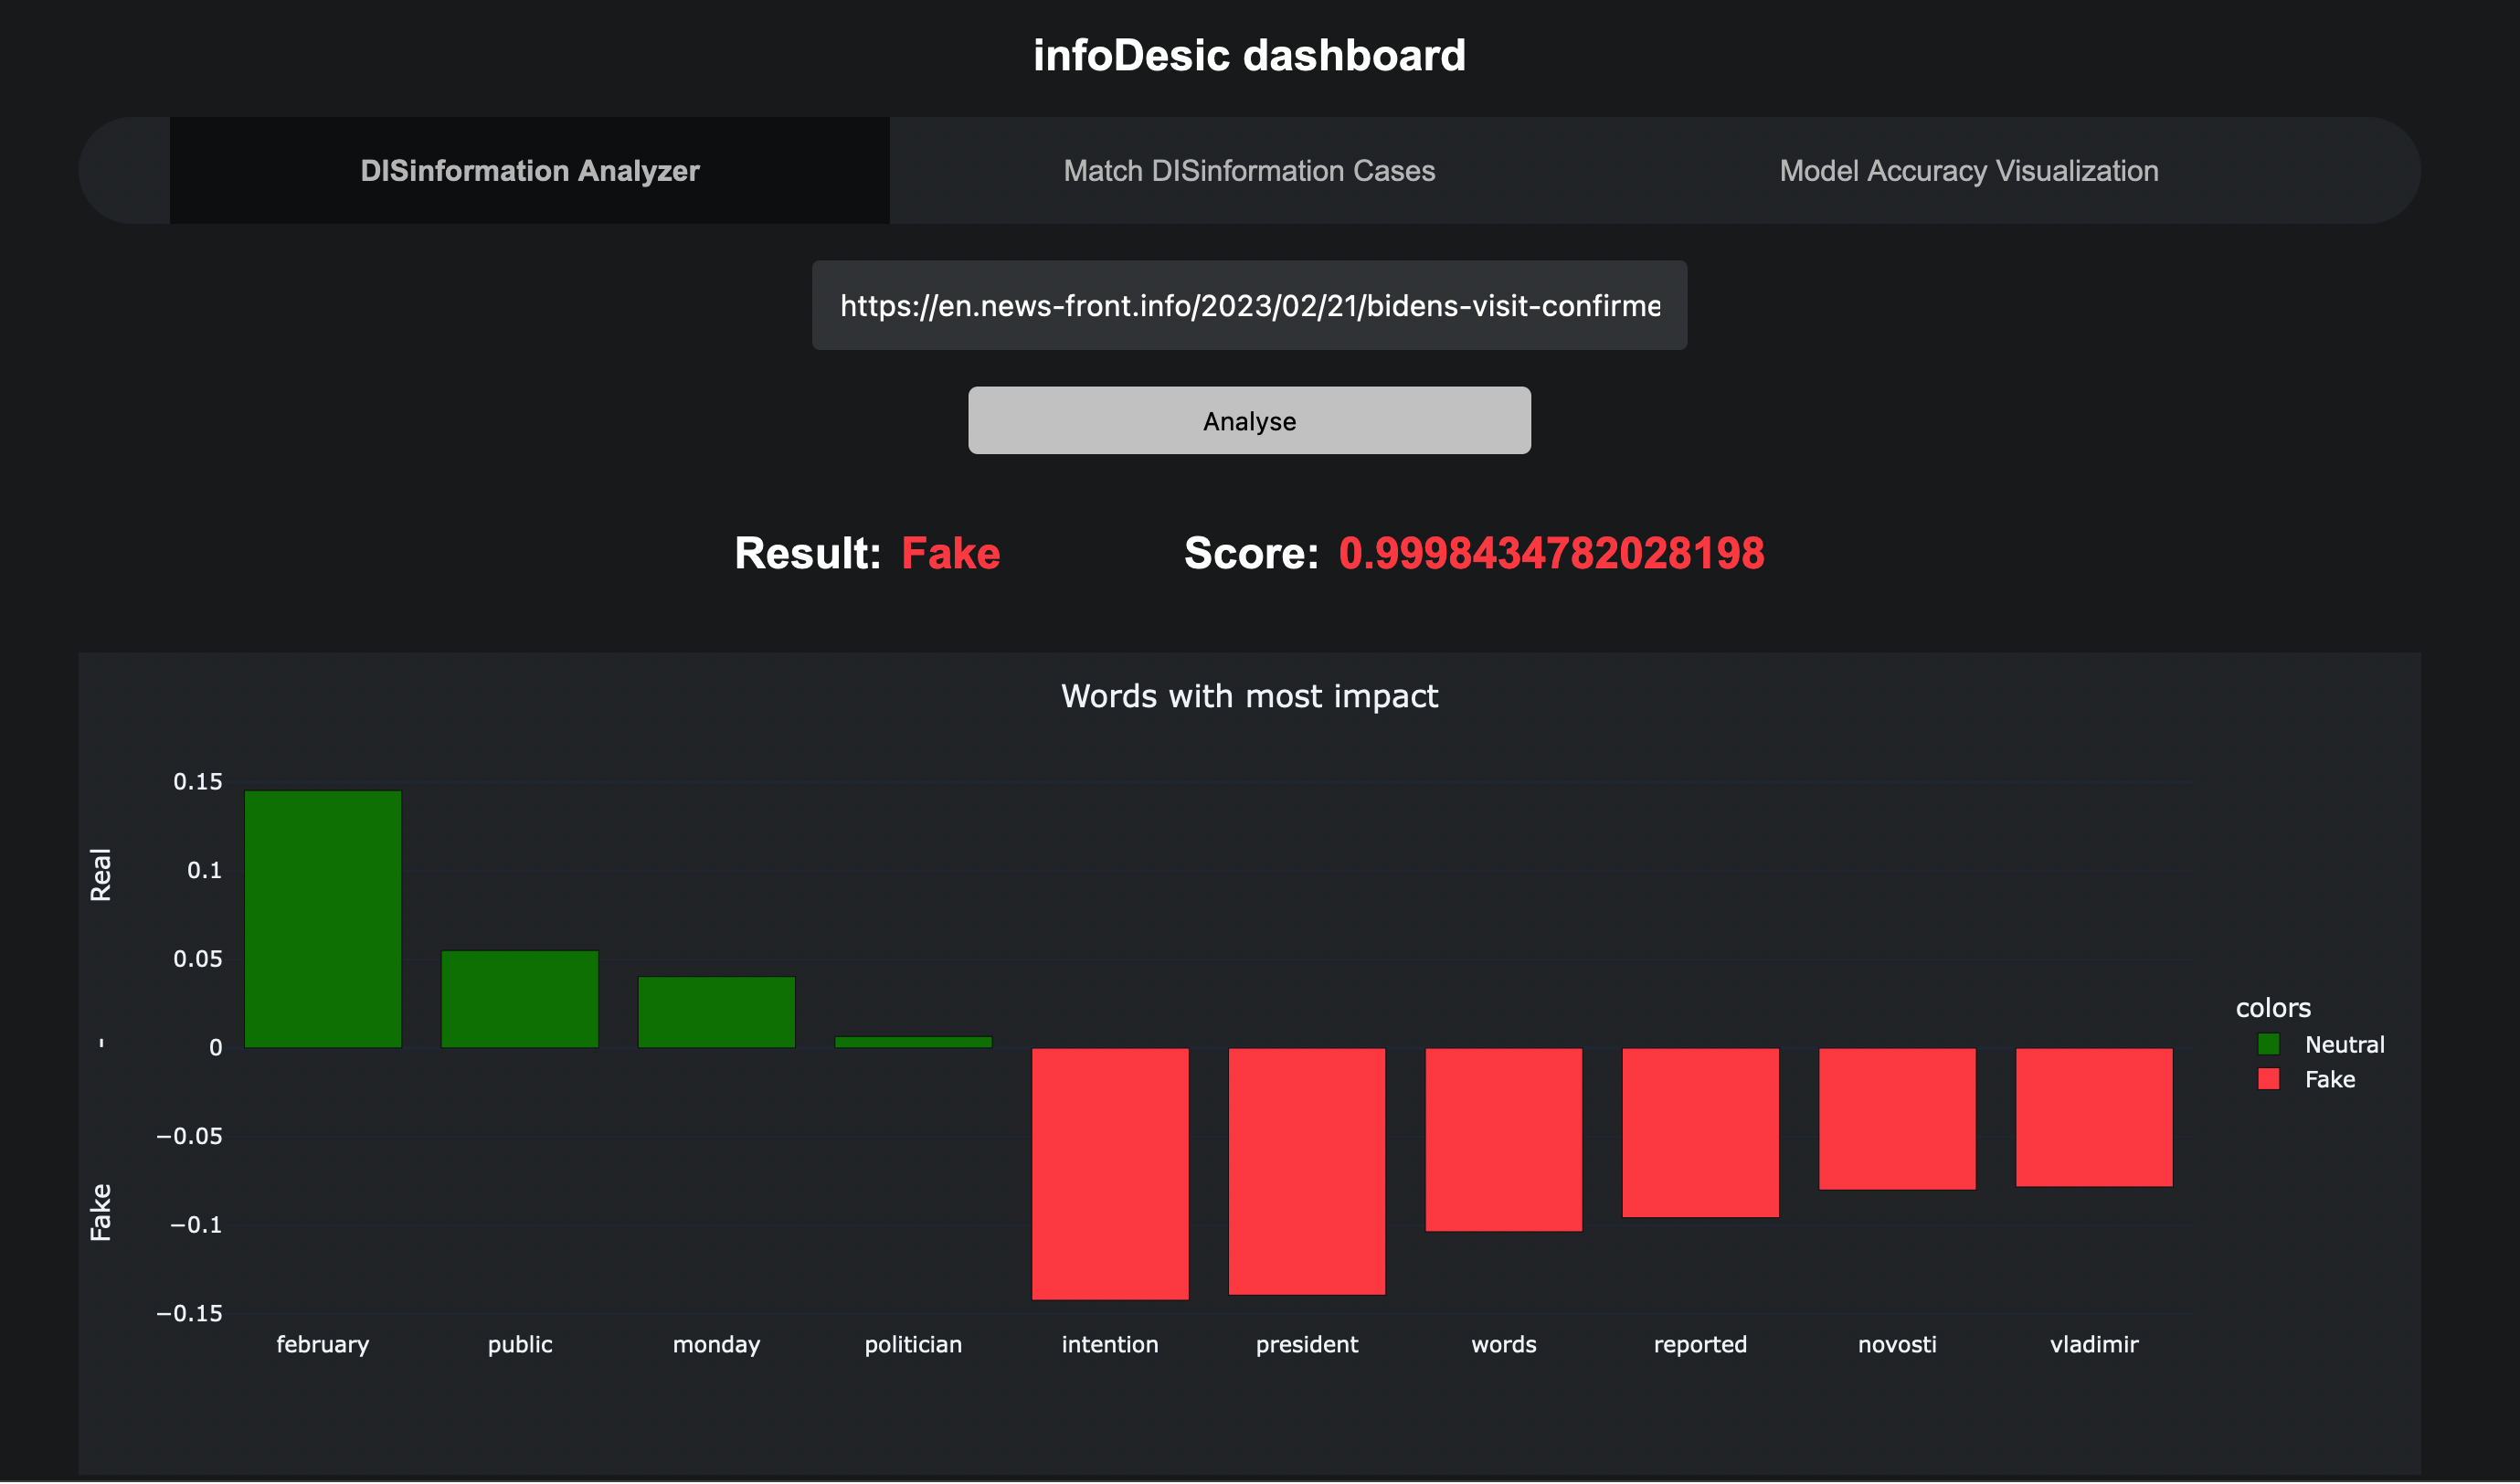 infoDesic dashboard
DISinformation Analyzer
Match DISinformation Cases
Model Accuracy Visualization
https://en.news-front.info/2023/02/21/bidens-visit-confirme
Analyse
Result: Fake
Score: 0.9998434782028198
Words with most impact
Real
-
Fake
0.15
0.1
0.05
0
−0.05
−0.1
−0.15
february
public
monday
politician
intention
president
words
reported
novosti
vladimir
colors
Neutral
Fake